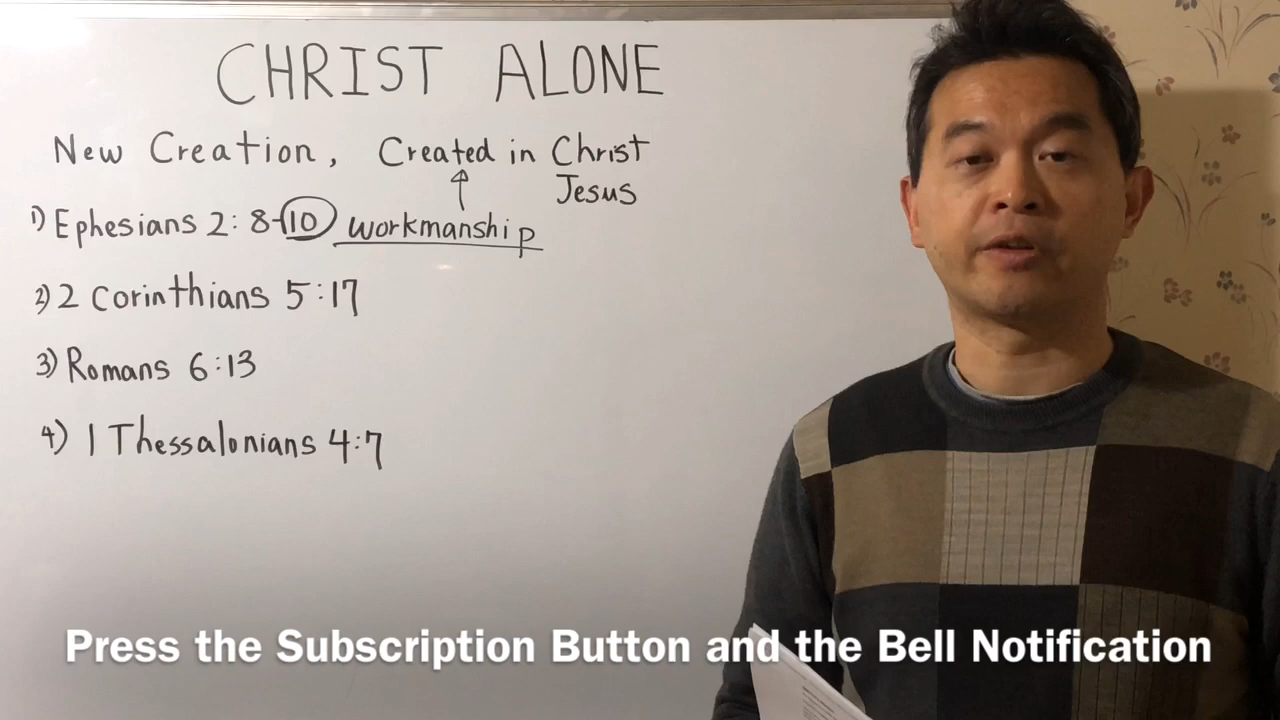 CHRIST ALONE
New Creation, Created in Christ
Jesus
1) Ephesians 2:8-10 workmanship
2) 2 Corinthians 5:17
3) Romans 6:13
4) 1 Thessalonians 4:7
Press the Subscription Button and the Bell Notification